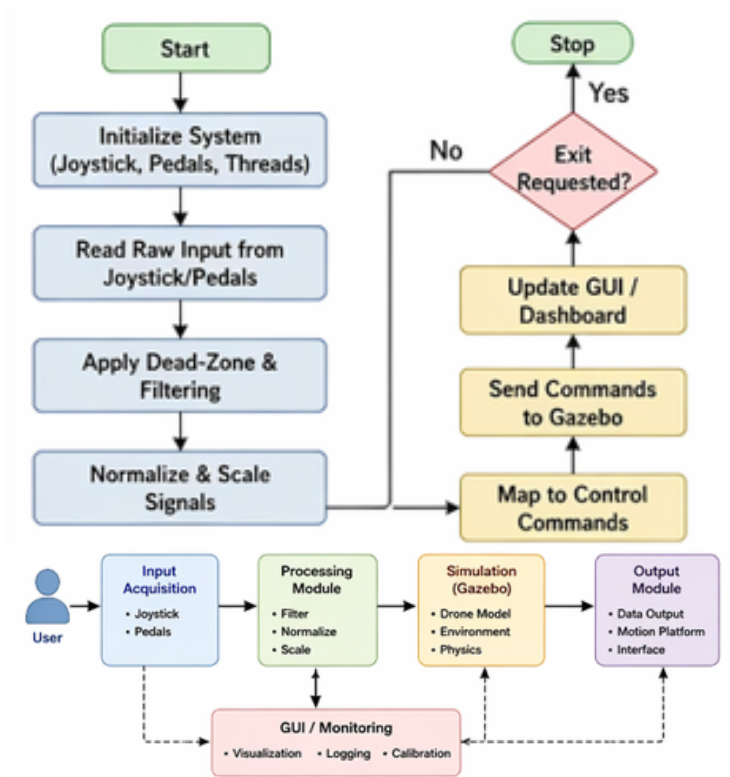 Start
Initialize System
(Joystick, Pedals, Threads)
Read Raw Input from
Joystick/Pedals
Apply Dead-Zone &
Filtering
Normalize & Scale
Signals
Map to Control
Commands
Send Commands
to Gazebo
Update GUI /
Dashboard
Exit
Requested?
No
Yes
Stop
User
Input
Acquisition
• Joystick
• Pedals
Processing
Module
• Filter
• Normalize
• Scale
Simulation
(Gazebo)
• Drone Model
• Environment
• Physics
Output
Module
• Data Output
• Motion Platform
• Interface
GUI / Monitoring
• Visualization • Logging • Calibration